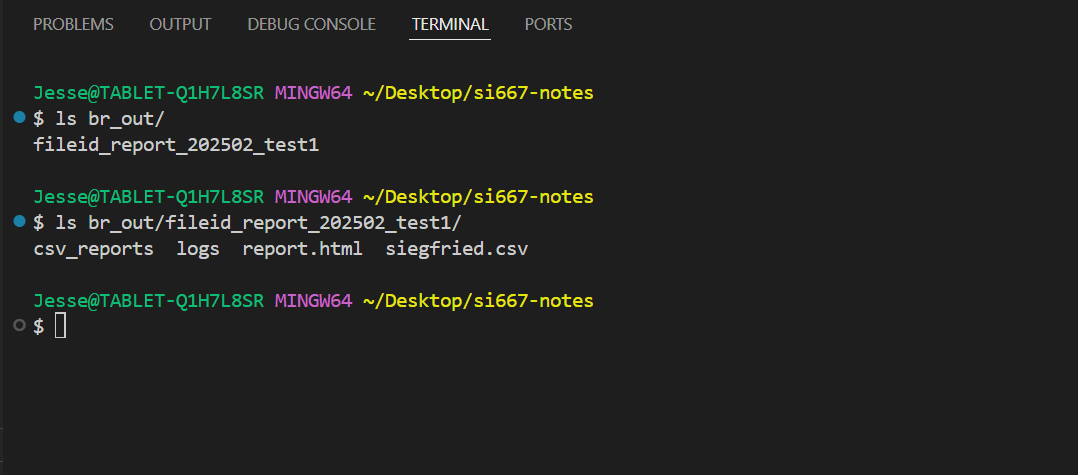 PROBLEMS OUTPUT DEBUG CONSOLE TERMINAL PORTS
Jesse@TABLET-Q1H7L8SR MINGW64 ~/Desktop/si667-notes
$ ls br_out/
fileid_report_202502_test1
Jesse@TABLET-Q1H7L8SR MINGW64 ~/Desktop/si667-notes
$ ls br_out/fileid_report_202502_test1/
csv_reports  logs  report.html  siegfried.csv
Jesse@TABLET-Q1H7L8SR MINGW64 ~/Desktop/si667-notes
$